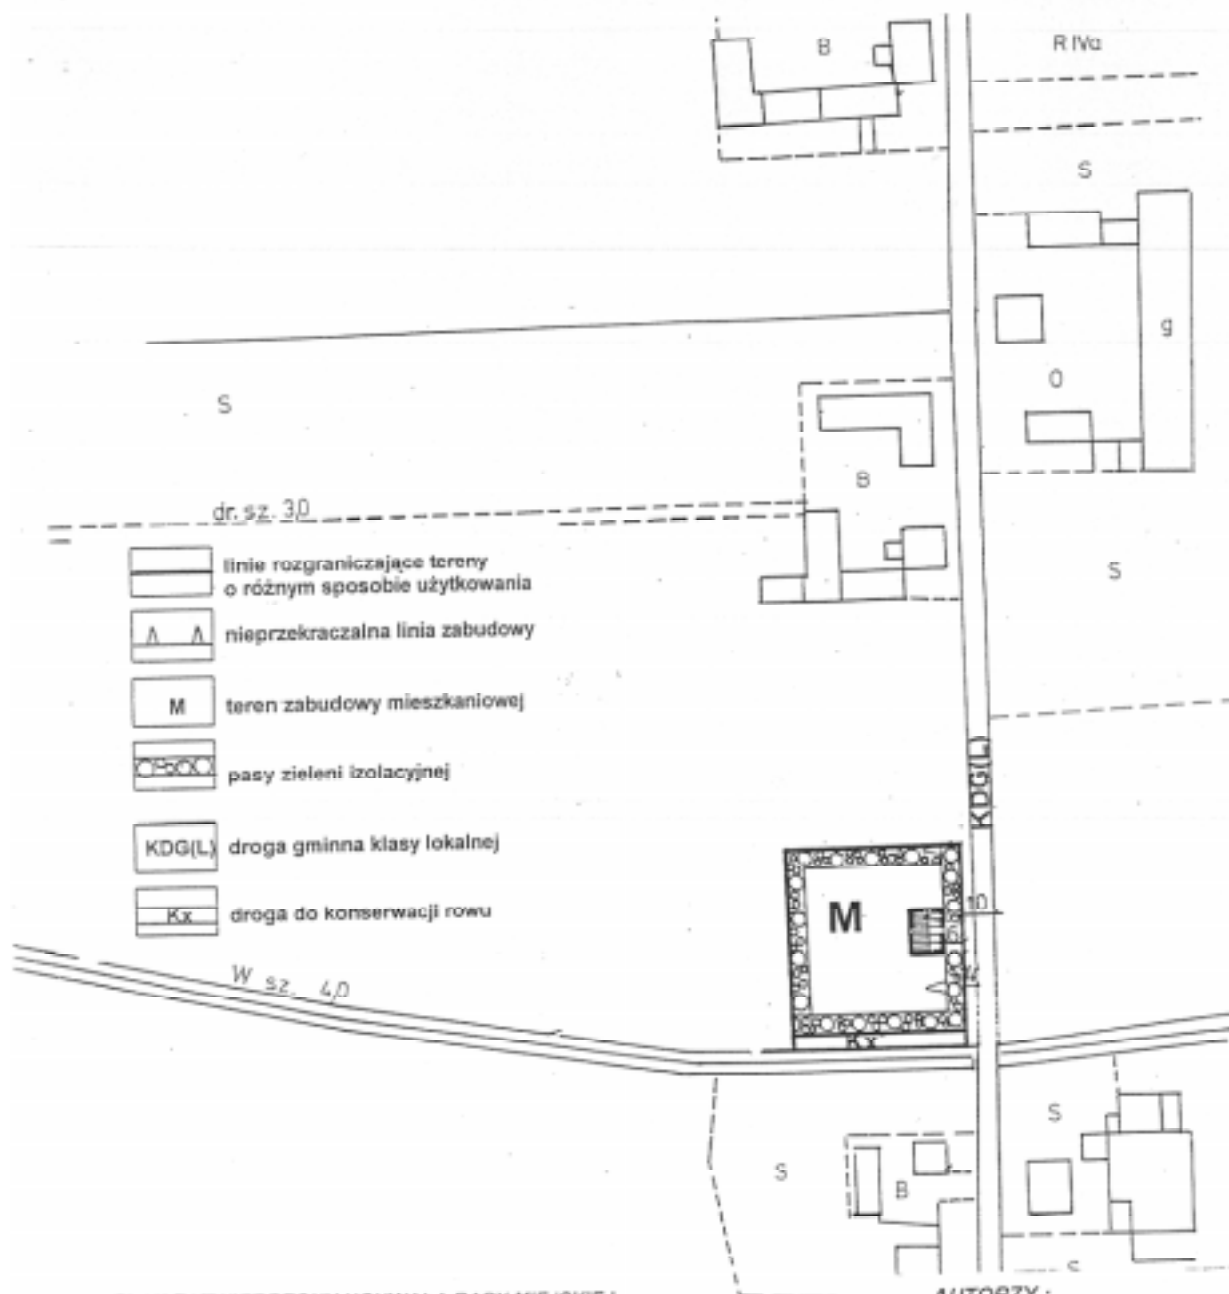 B
R IVa
S
g
O
S
B
dr. sz. 3,0
S
linie rozgraniczające tereny
o różnym sposobie użytkowania
nieprzekraczalna linia zabudowy
M
teren zabudowy mieszkaniowej
pasy zieleni izolacyjnej
KDG(L)
KDG(L) droga gminna klasy lokalnej
Kx droga do konserwacji rowu
M
10
4
W sz. 4,0
Kx
S
S
B
S
AUTORZY :